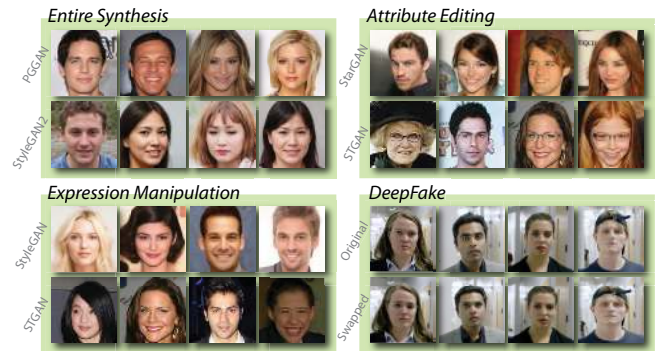 Entire Synthesis
PGGAN
StyleGAN2
Attribute Editing
StarGAN
STGAN
Expression Manipulation
StyleGAN
STGAN
DeepFake
Original
Swapped